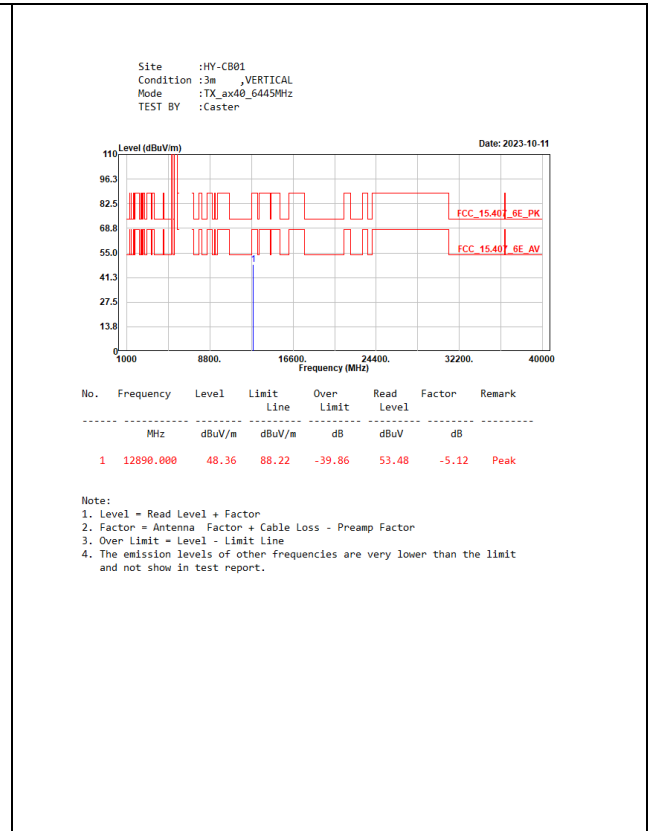 Site :HY-CB01
Condition :3m ,VERTICAL
Mode :TX_ax40_6445MHz
TEST BY :Caster
Level (dBuV/m)
Date: 2023-10-11
110
96.3
82.5
FCC_15.407_6E_PK
68.8
FCC_15.407_6E_AV
55.0
1
41.3
27.5
13.8
0
1000 8800. 16600. 24400. 32200. 40000
Frequency (MHz)
No. Frequency Level Limit Over Read Factor Remark
Line Limit Level
------ ----------- -------- -------- --------- --------- -------- ---------
MHz dBuV/m dBuV/m dB dBuV dB
1 12890.000 48.36 88.22 -39.86 53.48 -5.12 Peak
Note:
1. Level = Read Level + Factor
2. Factor = Antenna Factor + Cable Loss - Preamp Factor
3. Over Limit = Level - Limit Line
4. The emission levels of other frequencies are very lower than the limit
and not show in test report.